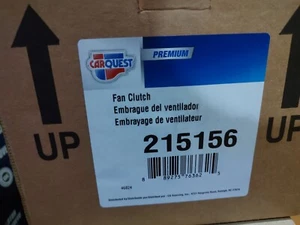 CARQUEST
PREMIUM
Fan Clutch
Embrague del ventilador
Embrayage de ventilateur
215156
UP
UP